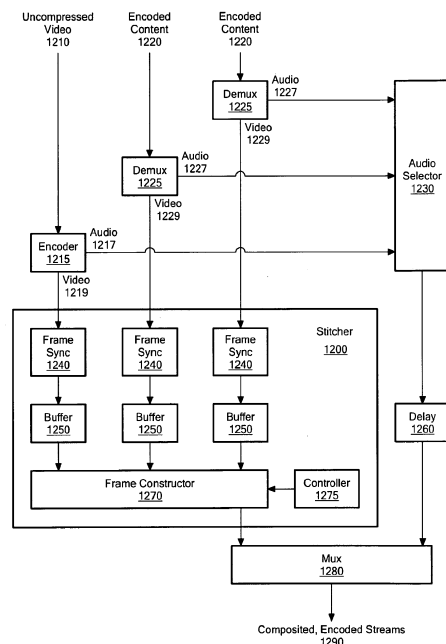 Uncompressed
Video
1210
Encoded
Content
1220
Encoded
Content
1220
Demux
1225
Audio
1227
Video
1229
Demux
1225
Audio
1227
Video
1229
Audio
Selector
1230
Encoder
1215
Audio
1217
Video
1219
Stitcher
1200
Frame
Sync
1240
Frame
Sync
1240
Frame
Sync
1240
Buffer
1250
Buffer
1250
Buffer
1250
Delay
1260
Frame Constructor
1270
Controller
1275
Mux
1280
Composited, Encoded Streams
1290